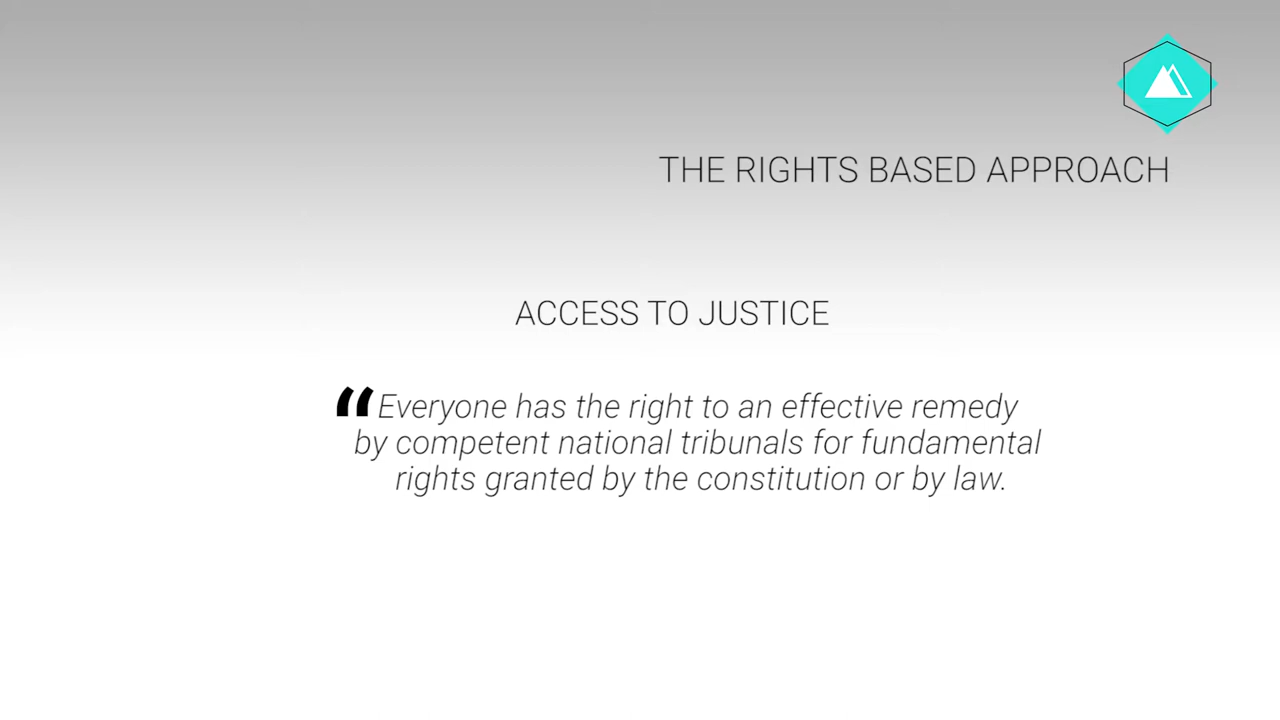 THE RIGHTS BASED APPROACH
ACCESS TO JUSTICE
“Everyone has the right to an effective remedy
by competent national tribunals for fundamental
rights granted by the constitution or by law.